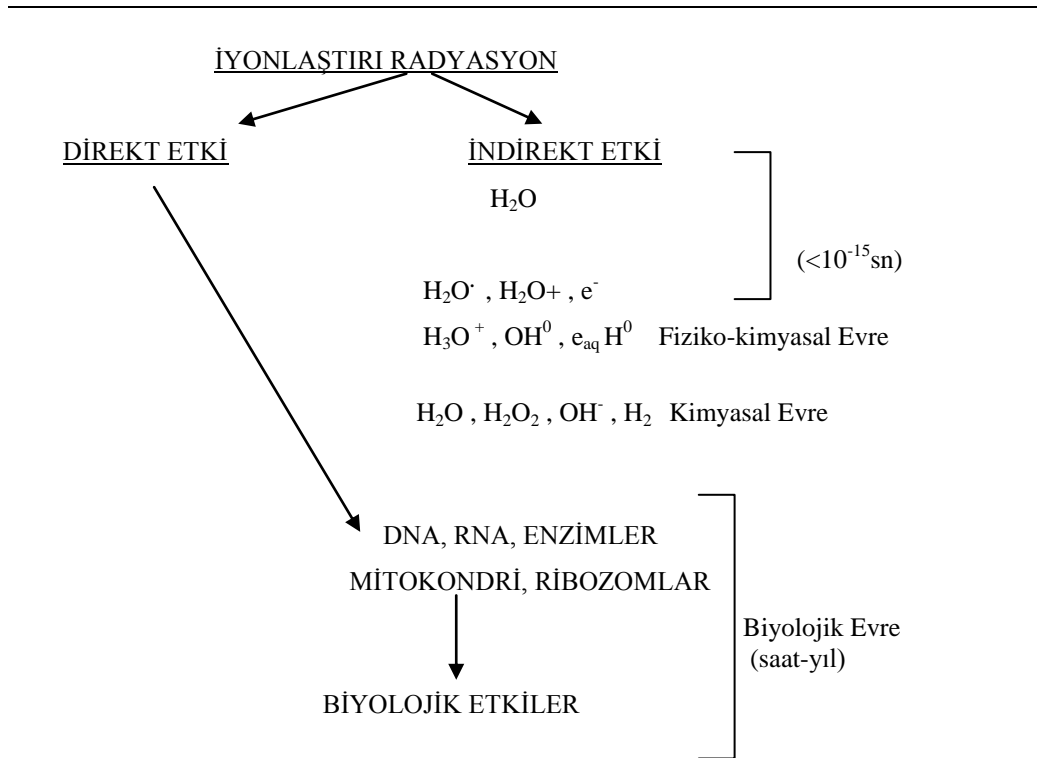 İYONLAŞTIRI RADYASYON
DİREKT ETKİ İNDİREKT ETKİ
H₂O
(<10⁻¹⁵sn)
H₂O˙ , H₂O+ , e⁻
H₃O ⁺ , OH⁰ , eₐq H⁰ Fiziko-kimyasal Evre
H₂O , H₂O₂ , OH⁻ , H₂ Kimyasal Evre
DNA, RNA, ENZİMLER
MİTOKONDRİ, RİBOZOMLAR
Biyolojik Evre
(saat-yıl)
BİYOLOJİK ETKİLER